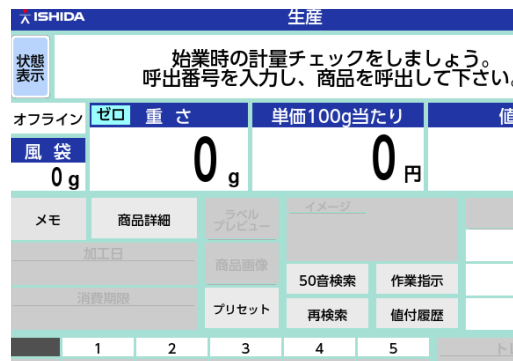 ISHIDA 生産
状態
表示
始業時の計量チェックをしましょう。
呼出番号を入力し、商品を呼出して下さい。
オフライン ゼロ 重さ 単価100g当たり 値
風袋
0g
0g
0円
メモ 商品詳細 ラベル
プレビュー
イメージ
加工日
商品画像
50音検索 作業指示
消費期限
プリセット 再検索 値付履歴
1 2 3 4 5 ト